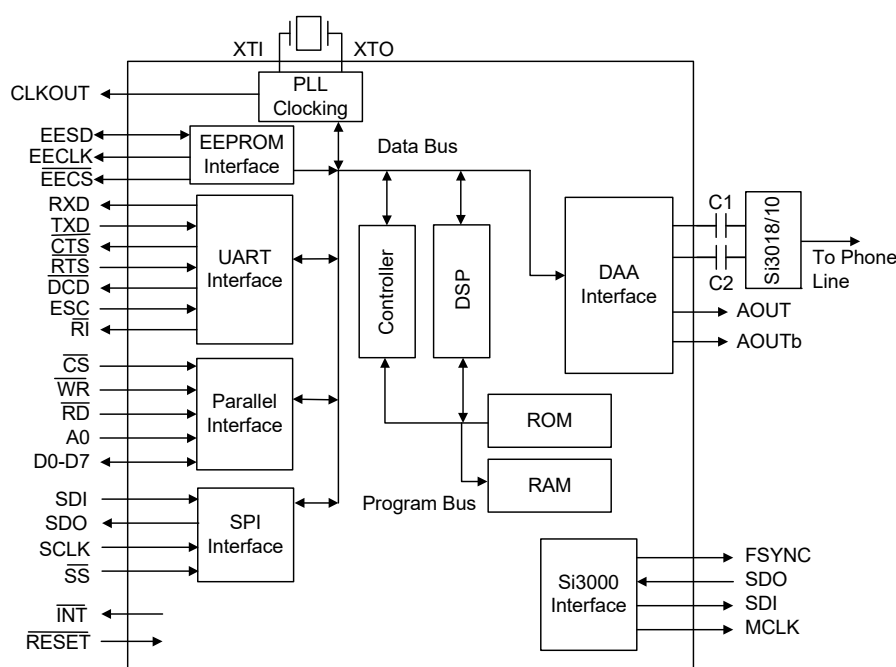 XTI
XTO
PLL
Clocking
CLKOUT
EESD
EECLK
EECS
EEPROM
Interface
Data Bus
RXD
TXD
CTS
RTS
DCD
ESC
RI
UART
Interface
Controller
DSP
DAA
Interface
C1
C2
Si3018/10
To Phone
Line
AOUT
AOUTb
CS
WR
RD
A0
D0-D7
Parallel
Interface
ROM
RAM
Program Bus
SDI
SDO
SCLK
SS
SPI
Interface
INT
RESET
Si3000
Interface
FSYNC
SDO
SDI
MCLK